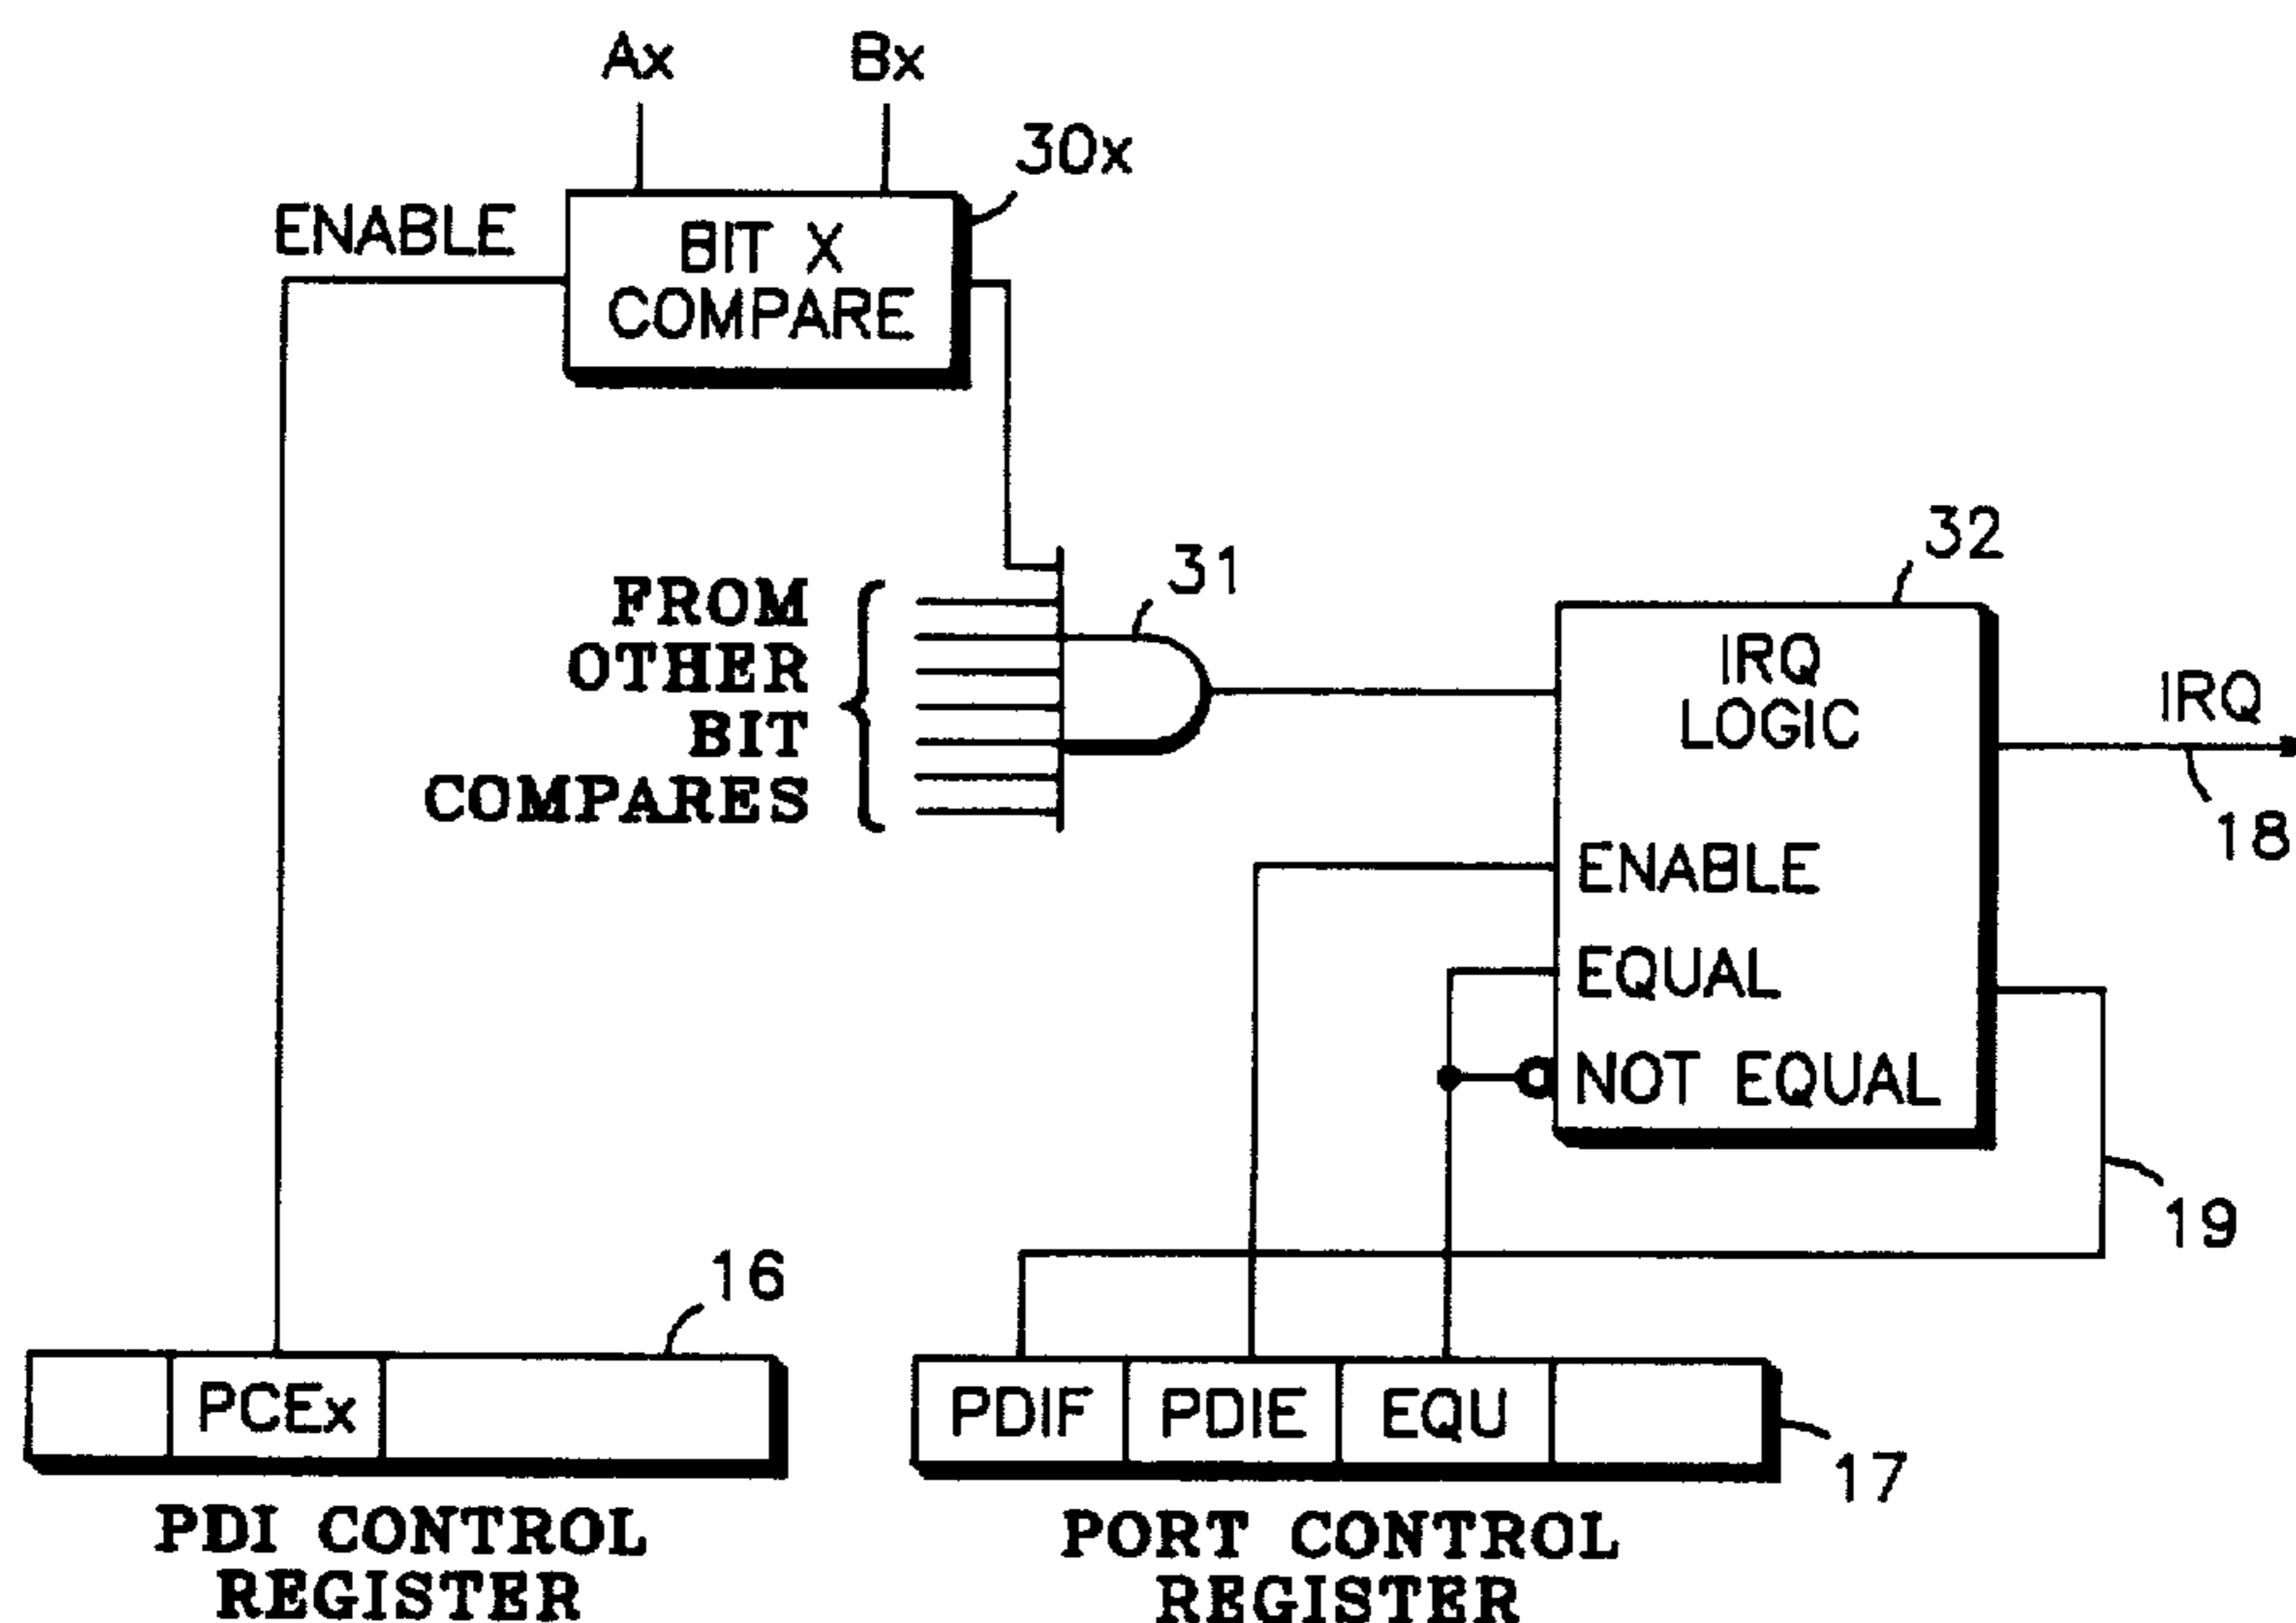 Ax
Bx
30x
ENABLE
BIT X
COMPARE
32
31
FROM
OTHER
BIT
COMPARES
IRQ
LOGIC
IRQ
18
ENABLE
EQUAL
NOT EQUAL
19
16
PCEx
PDIF
PDIE
EQU
17
PDI CONTROL
REGISTER
PORT CONTROL
REGISTER